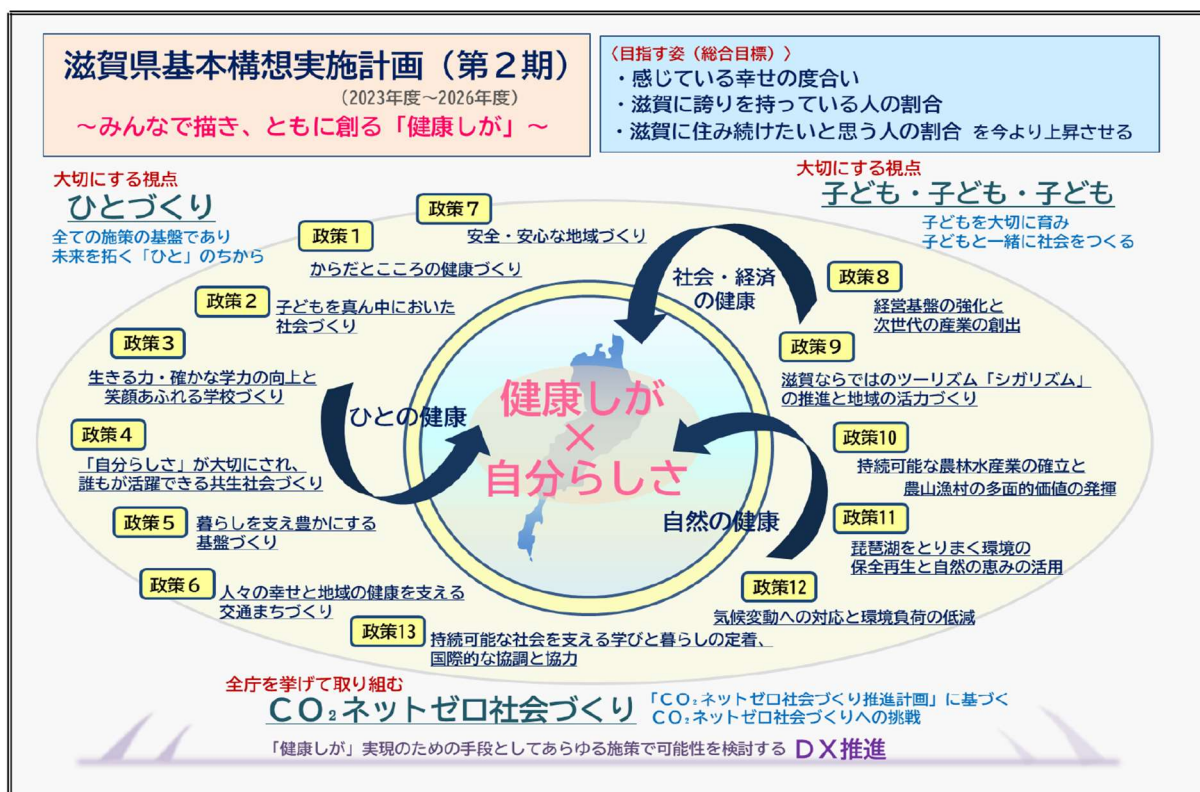 滋賀県基本構想実施計画（第２期）
（2023年度～2026年度）
～みんなで描き、ともに創る「健康しが」～
〈目指す姿（総合目標）〉
・感じている幸せの度合い
・滋賀に誇りを持っている人の割合
・滋賀に住み続けたいと思う人の割合 を今より上昇させる
大切にする視点
ひとづくり
全ての施策の基盤であり
未来を拓く「ひと」のちから
大切にする視点
子ども・子ども・子ども
子どもを大切に育み
子どもと一緒に社会をつくる
政策１
からだとこころの健康づくり
政策２
子どもを真ん中においた
社会づくり
政策３
生きる力・確かな学力の向上と
笑顔あふれる学校づくり
政策４
「自分らしさ」が大切にされ、
誰もが活躍できる共生社会づくり
政策５
暮らしを支え豊かにする
基盤づくり
政策６
人々の幸せと地域の健康を支える
交通まちづくり
政策７
安全・安心な地域づくり
政策８
経営基盤の強化と
次世代の産業の創出
政策９
滋賀ならではのツーリズム「シガリズム」
の推進と地域の活力づくり
政策10
持続可能な農林水産業の確立と
農山漁村の多面的価値の発揮
政策11
琵琶湖をとりまく環境の
保全再生と自然の恵みの活用
政策12
気候変動への対応と環境負荷の低減
政策13
持続可能な社会を支える学びと暮らしの定着、
国際的な協調と協力
社会・経済
の健康
ひとの健康
自然の健康
健康しが
×
自分らしさ
全庁を挙げて取り組む
ＣＯ₂ネットゼロ社会づくり
「ＣＯ₂ネットゼロ社会づくり推進計画」に基づく
ＣＯ₂ネットゼロ社会づくりへの挑戦
「健康しが」実現のための手段としてあらゆる施策で可能性を検討する ＤＸ推進